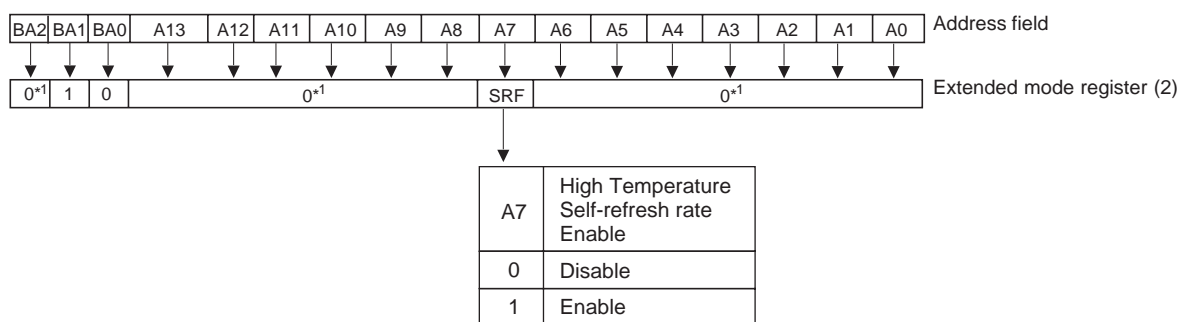 BA2 BA1 BA0 A13 A12 A11 A10 A9 A8 A7 A6 A5 A4 A3 A2 A1 A0 Address field
0*1 1 0 0*1 SRF 0*1 Extended mode register (2)
High Temperature
A7 Self-refresh rate
Enable
0 Disable
1 Enable